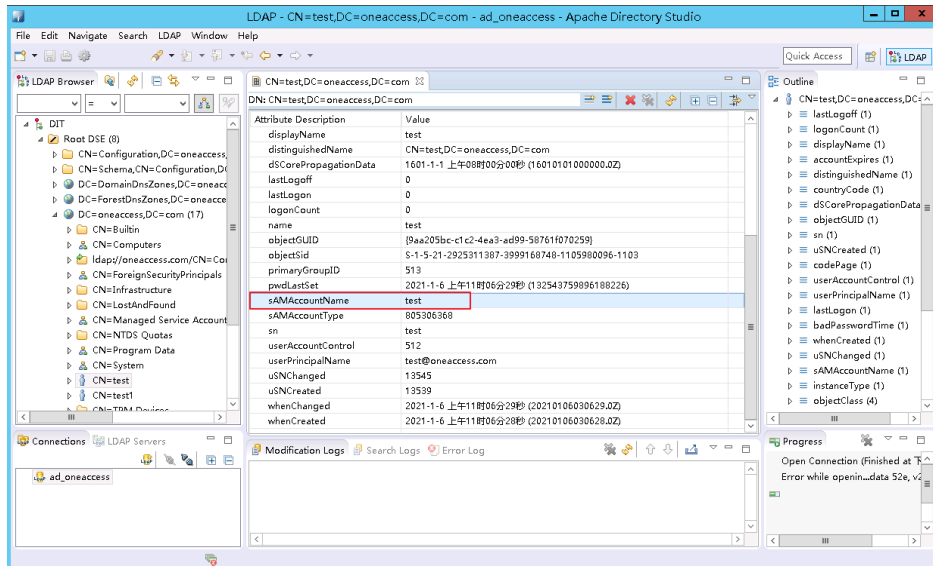 LDAP - CN=test,DC=oneaccess,DC=com - ad_oneaccess - Apache Directory Studio
File Edit Navigate Search LDAP Window Help
Quick Access
LDAP
LDAP Browser
=
DIT
Root DSE (8)
CN=Configuration,DC=oneaccess,
CN=Schema,CN=Configuration,D
DC=DomainDnsZones,DC=oneacc
DC=ForestDnsZones,DC=oneacce
DC=oneaccess,DC=com (17)
CN=Builtin
CN=Computers
ldap://oneaccess.com/CN=Co
CN=ForeignSecurityPrincipals
CN=Infrastructure
CN=LostAndFound
CN=Managed Service Account
CN=NTDS Quotas
CN=Program Data
CN=System
CN=test
CN=test1
CN=TPM Devices
CN=test,DC=oneaccess,DC=com
DN: CN=test,DC=oneaccess,DC=com
Attribute Description Value
displayName test
distinguishedName CN=test,DC=oneaccess,DC=com
dSCorePropagationData 1601-1-1 上午08时00分00秒 (16010101000000.0Z)
lastLogoff 0
lastLogon 0
logonCount 0
name test
objectGUID {9aa205bc-c1c2-4ea3-ad99-58761f070259}
objectSid S-1-5-21-2925311387-3999168748-1105980096-1103
primaryGroupID 513
pwdLastSet 2021-1-6 上午11时06分29秒 (132543759896188226)
sAMAccountName test
sAMAccountType 805306368
sn test
userAccountControl 512
userPrincipalName test@oneaccess.com
uSNChanged 13545
uSNCreated 13539
whenChanged 2021-1-6 上午11时06分29秒 (20210106030629.0Z)
whenCreated 2021-1-6 上午11时06分28秒 (20210106030628.0Z)
Outline
CN=test,DC=oneaccess,DC=
lastLogoff (1)
logonCount (1)
displayName (1)
accountExpires (1)
distinguishedName (1)
countryCode (1)
dSCorePropagationData
objectGUID (1)
sn (1)
uSNCreated (1)
codePage (1)
userAccountControl (1)
userPrincipalName (1)
lastLogon (1)
badPasswordTime (1)
whenCreated (1)
uSNChanged (1)
sAMAccountName (1)
instanceType (1)
objectClass (4)
Connections LDAP Servers
ad_oneaccess
Modification Logs Search Logs Error Log
Progress
Open Connection (Finished at 下
Error while openin...data 52e, v2